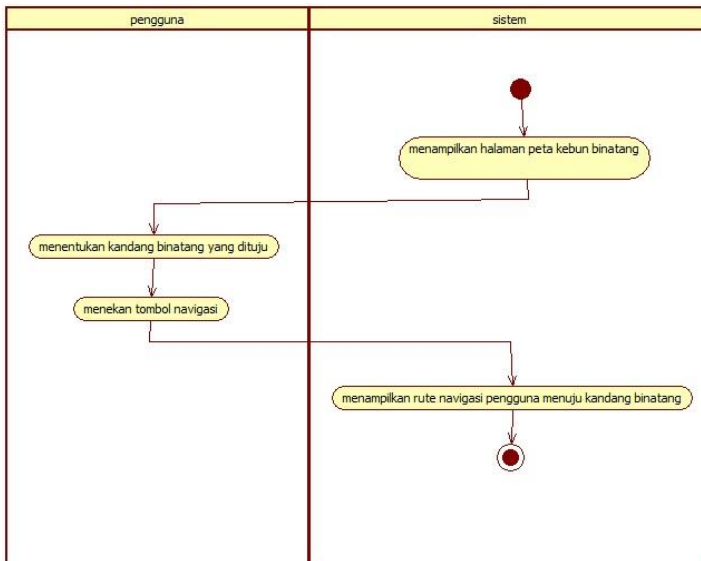 pengguna
sistem
menampilkan halaman peta kebun binatang
menentukan kandang binatang yang dituju
menekan tombol navigasi
menampilkan rute navigasi pengguna menuju kandang binatang